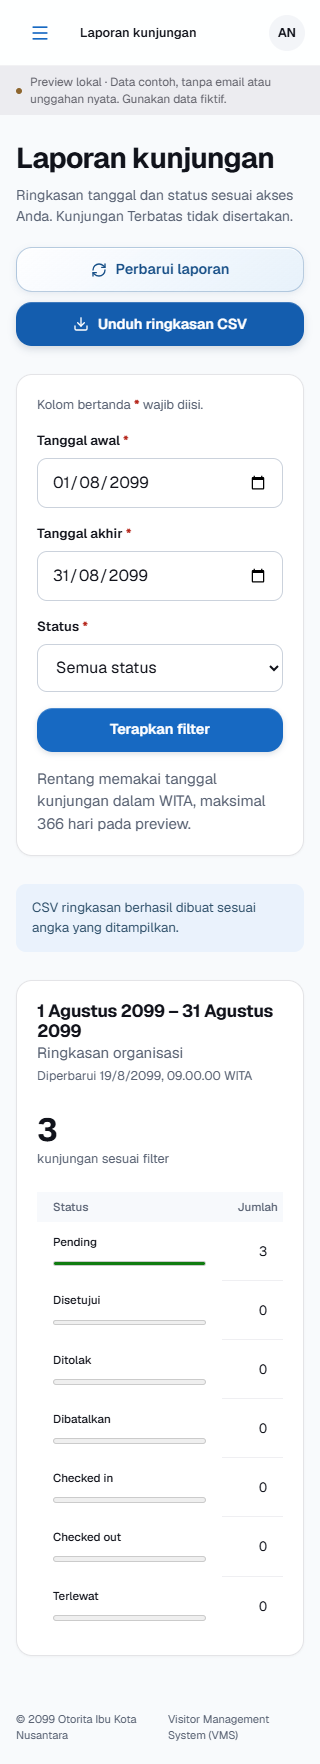 Laporan kunjungan
AN
Preview lokal · Data contoh, tanpa email atau
unggahan nyata. Gunakan data fiktif.
Laporan kunjungan
Ringkasan tanggal dan status sesuai akses
Anda. Kunjungan Terbatas tidak disertakan.
Perbarui laporan
Unduh ringkasan CSV
Kolom bertanda * wajib diisi.
Tanggal awal *
01/08/2099
Tanggal akhir *
31/08/2099
Status *
Semua status
Terapkan filter
Rentang memakai tanggal
kunjungan dalam WITA, maksimal
366 hari pada preview.
CSV ringkasan berhasil dibuat sesuai
angka yang ditampilkan.
1 Agustus 2099 – 31 Agustus
2099
Ringkasan organisasi
Diperbarui 19/8/2099, 09.00.00 WITA
3
kunjungan sesuai filter
Status Jumlah
Pending 3
Disetujui 0
Ditolak 0
Dibatalkan 0
Checked in 0
Checked out 0
Terlewat 0
© 2099 Otorita Ibu Kota
Nusantara
Visitor Management
System (VMS)